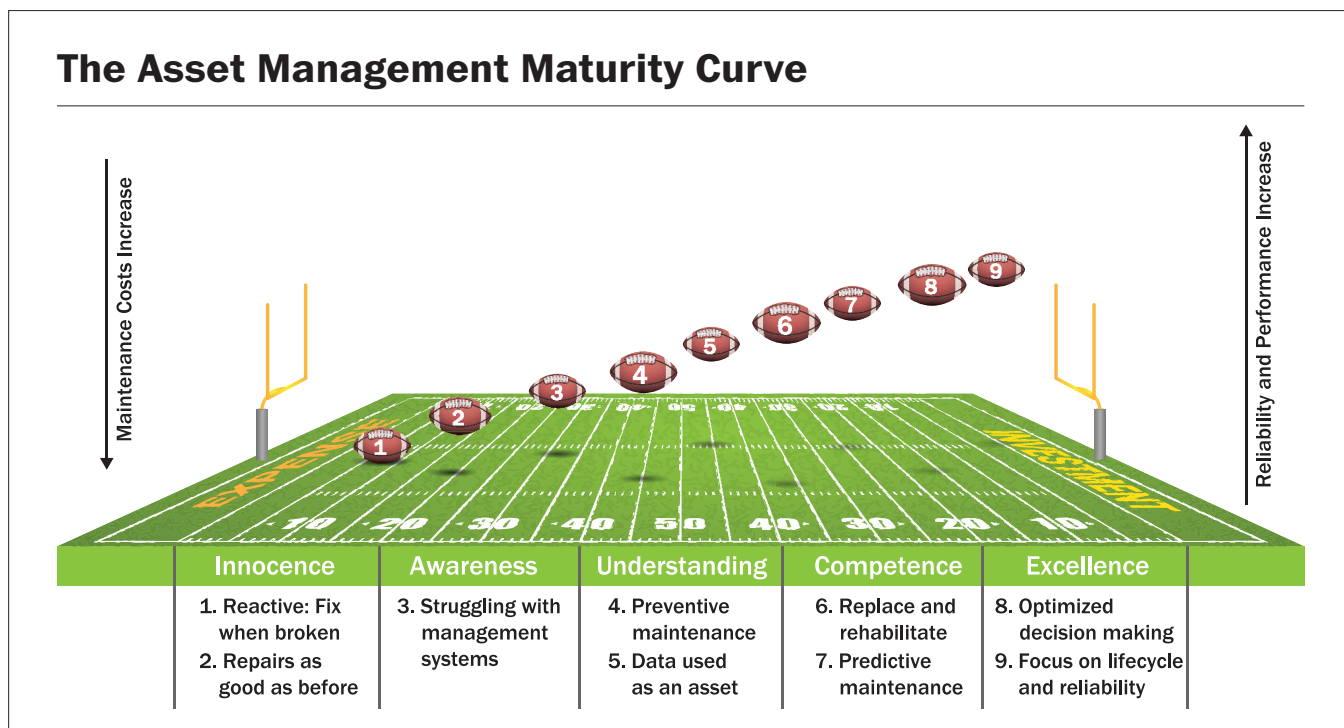 The Asset Management Maturity Curve
Maintenance Costs Increase
Reliability and Performance Increase
1
2
3
4
5
6
7
8
9
EXPENSE
INVESTMENT
10 20 30 40 50 40 30 20 10
Innocence
1. Reactive: Fix
when broken
2. Repairs as
good as before
Awareness
3. Struggling with
management
systems
Understanding
4. Preventive
maintenance
5. Data used
as an asset
Competence
6. Replace and
rehabilitate
7. Predictive
maintenance
Excellence
8. Optimized
decision making
9. Focus on lifecycle
and reliability